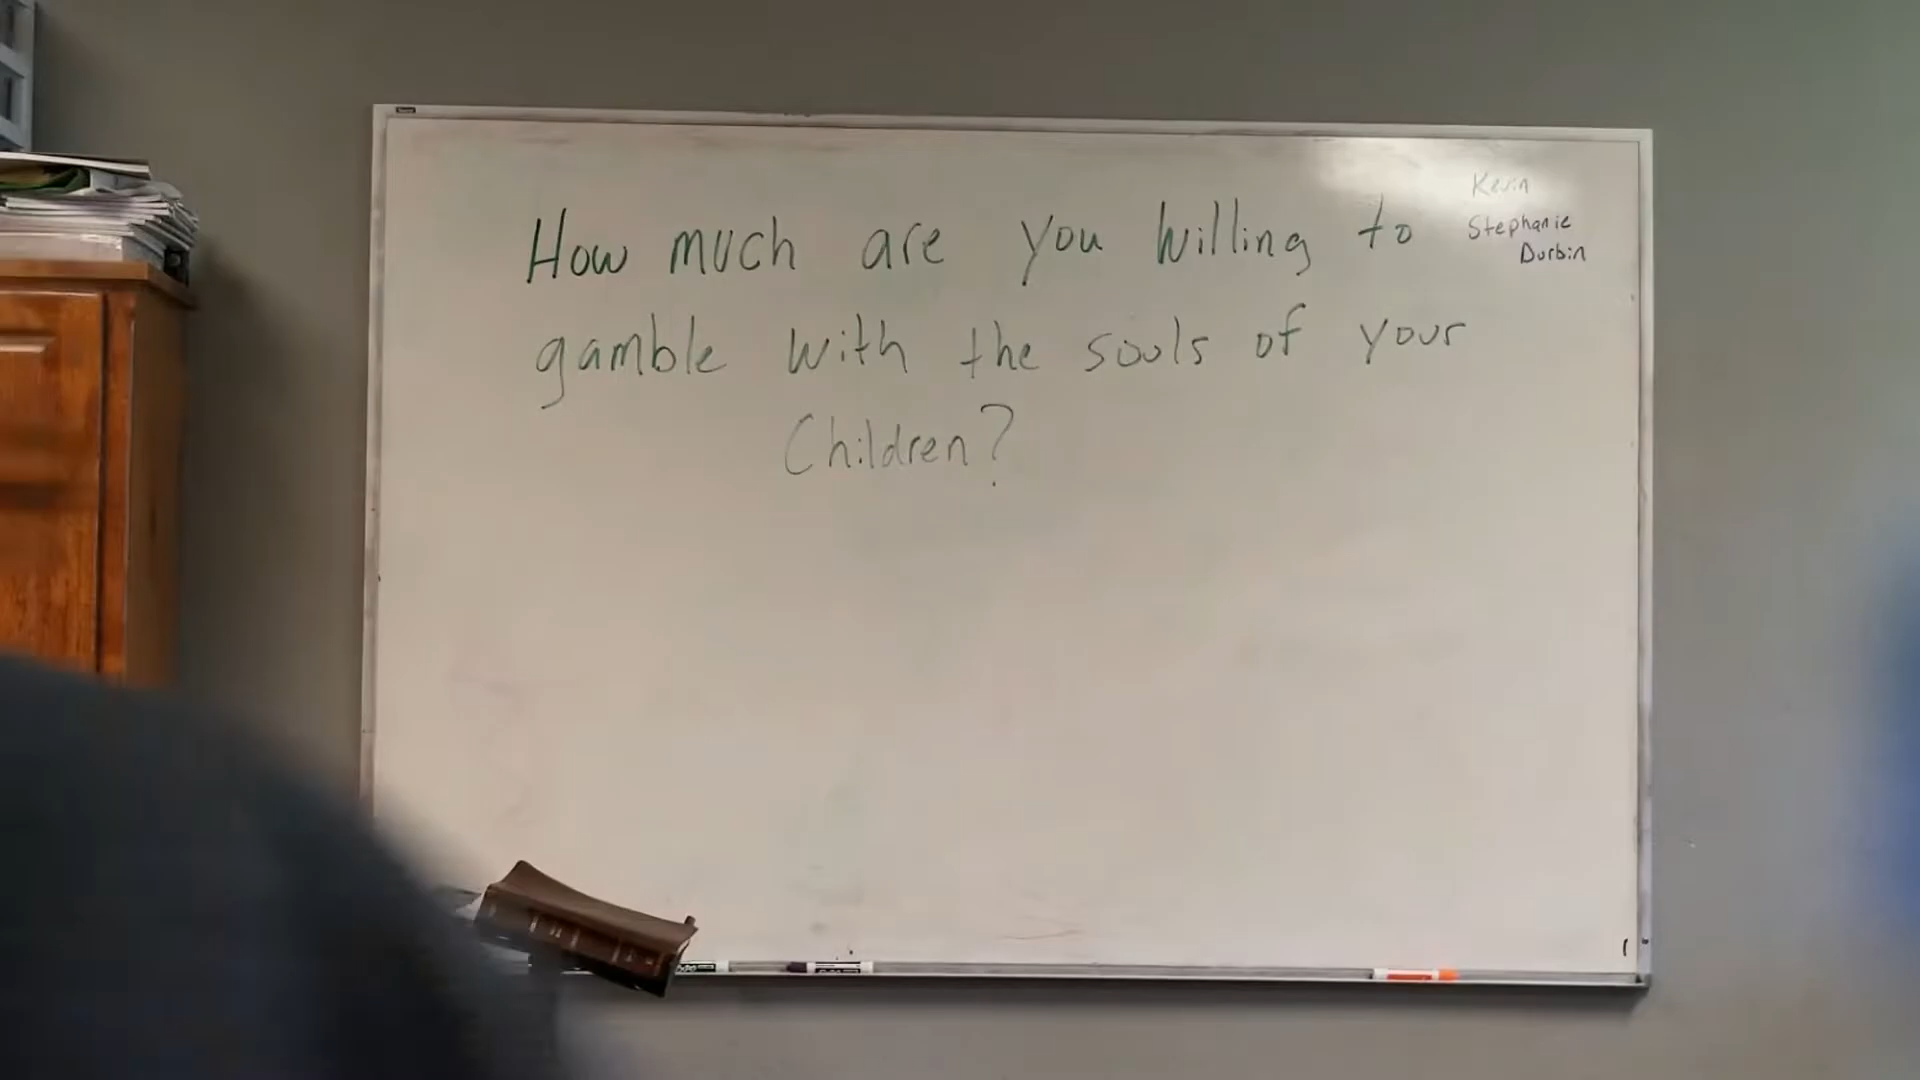 How much are you willing to
gamble with the souls of your
Children?
Kevin
Stephanie
Durbin